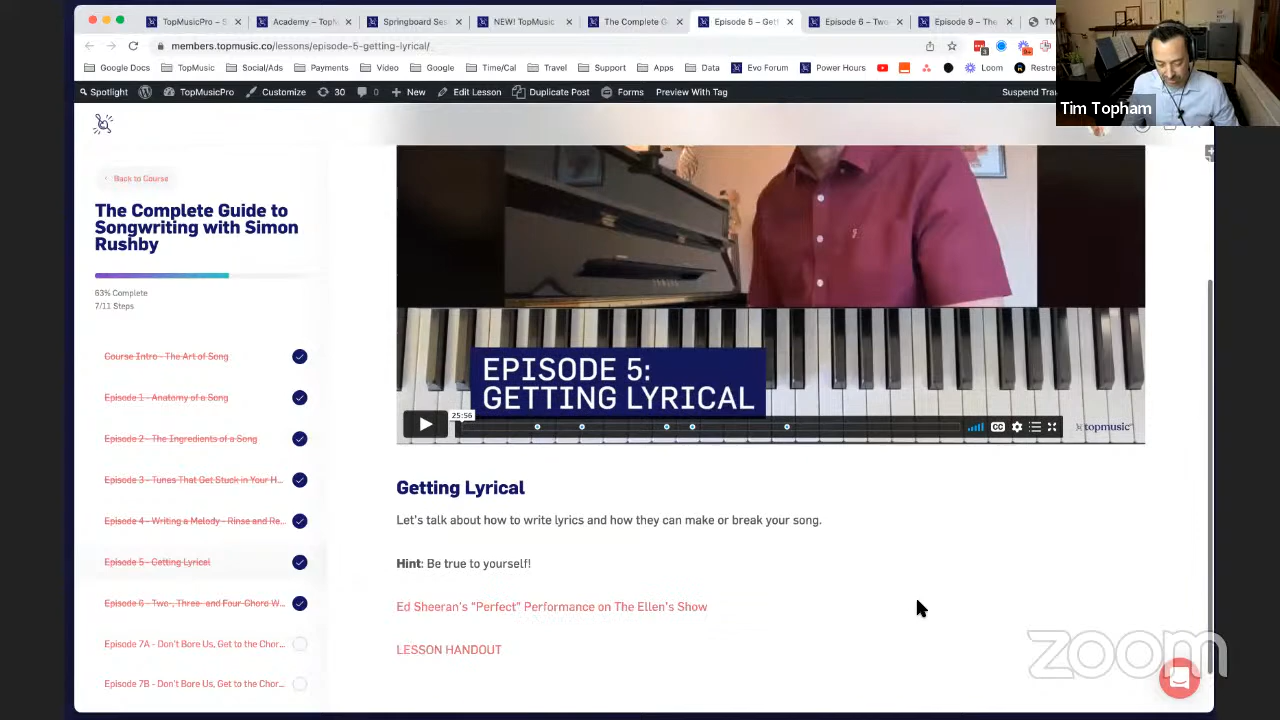 TopMusicPro – S
Academy – TopM
Springboard Ses
NEW! TopMusic
The Complete G
Episode 5 – Gett
Episode 6 – Two-
Episode 9 – The
TM
members.topmusic.co/lessons/episode-5-getting-lyrical/
Google Docs
TopMusic
Social/Ads
Payments
Video
Google
Time/Cal
Travel
Support
Apps
Data
Evo Forum
Power Hours
Loom
Restre
Spotlight
TopMusicPro
Customize
30
0
New
Edit Lesson
Duplicate Post
Forms
Preview With Tag
Suspend Tran
Tim Topham
Back to Course
The Complete Guide to
Songwriting with Simon
Rushby
63% Complete
7/11 Steps
Course Intro - The Art of Song
Episode 1 - Anatomy of a Song
Episode 2 - The Ingredients of a Song
Episode 3 - Tunes That Get Stuck in Your H...
Episode 4 - Writing a Melody - Rinse and Re...
Episode 5 - Getting Lyrical
Episode 6 - Two-, Three- and Four-Chord W...
Episode 7A - Don't Bore Us, Get to the Chor...
Episode 7B - Don't Bore Us, Get to the Chor...
EPISODE 5:
GETTING LYRICAL
25:56
CC
topmusic
Getting Lyrical
Let's talk about how to write lyrics and how they can make or break your song.
Hint: Be true to yourself!
Ed Sheeran's "Perfect" Performance on The Ellen's Show
LESSON HANDOUT
zoom